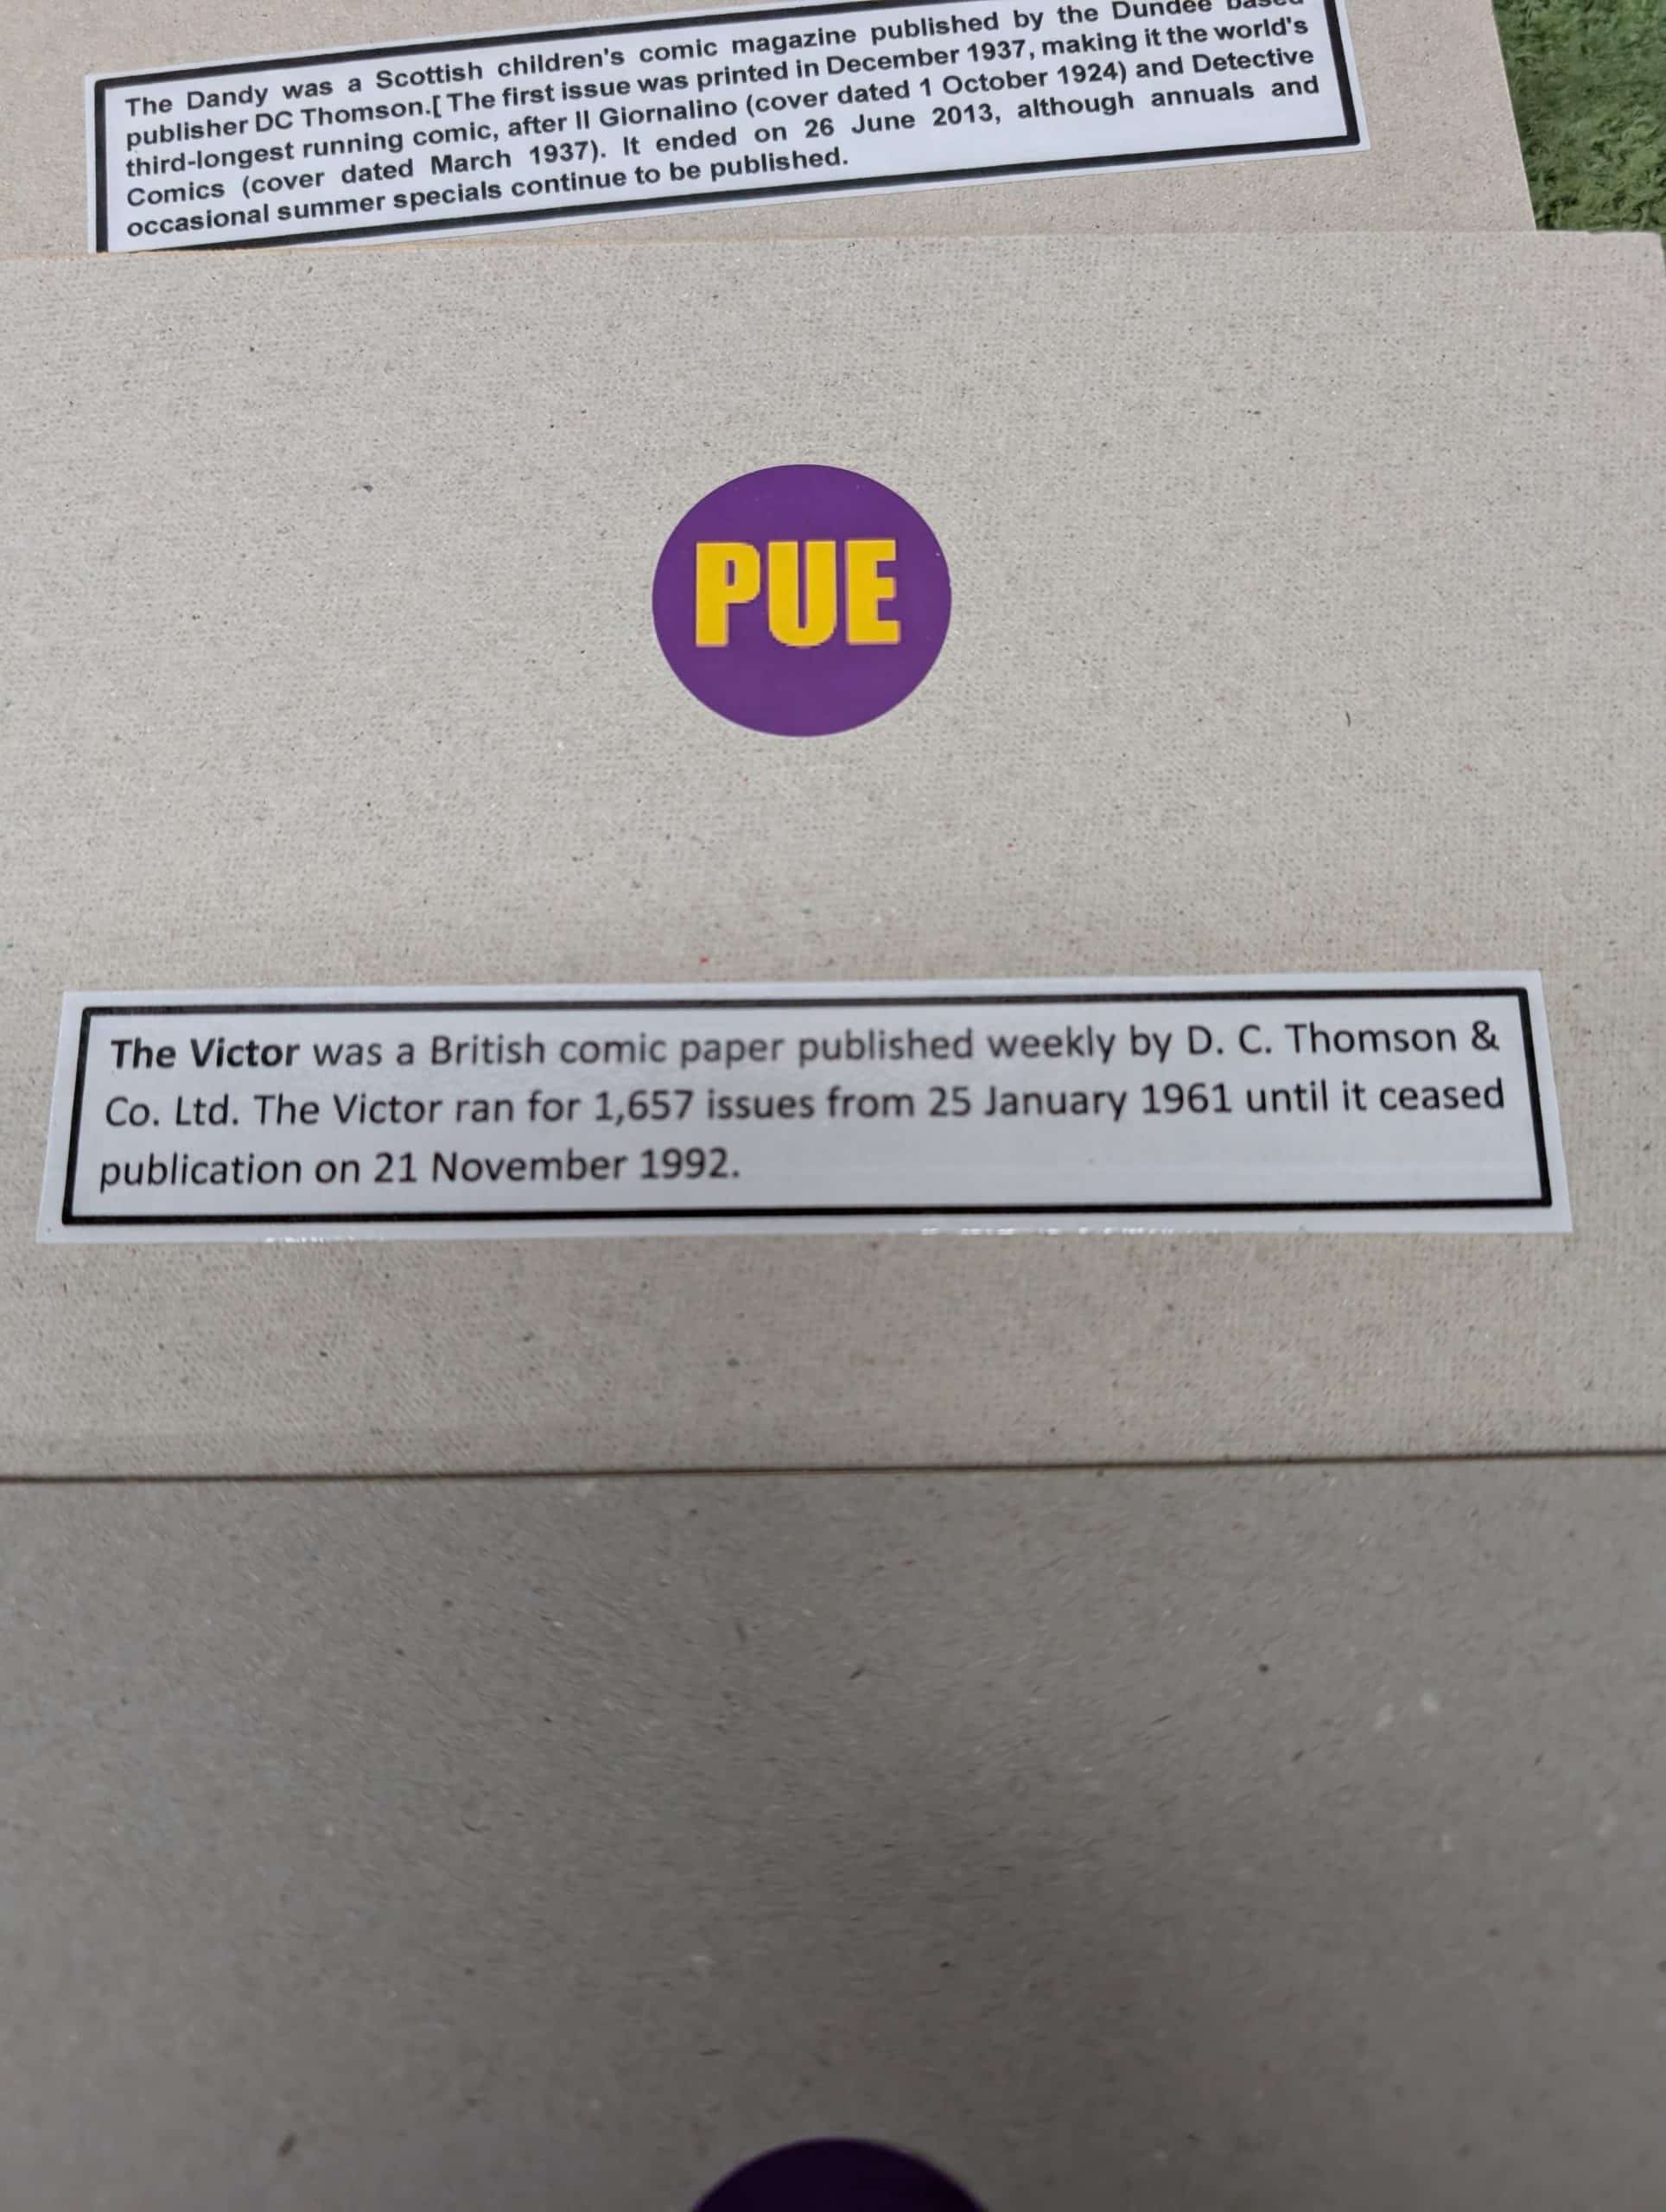 The Dandy was a Scottish children's comic magazine published by the Dundee based
publisher DC Thomson.[ The first issue was printed in December 1937, making it the world's
third-longest running comic, after Il Giornalino (cover dated 1 October 1924) and Detective
Comics (cover dated March 1937). It ended on 26 June 2013, although annuals and
occasional summer specials continue to be published.
PUE
The Victor was a British comic paper published weekly by D. C. Thomson &
Co. Ltd. The Victor ran for 1,657 issues from 25 January 1961 until it ceased
publication on 21 November 1992.